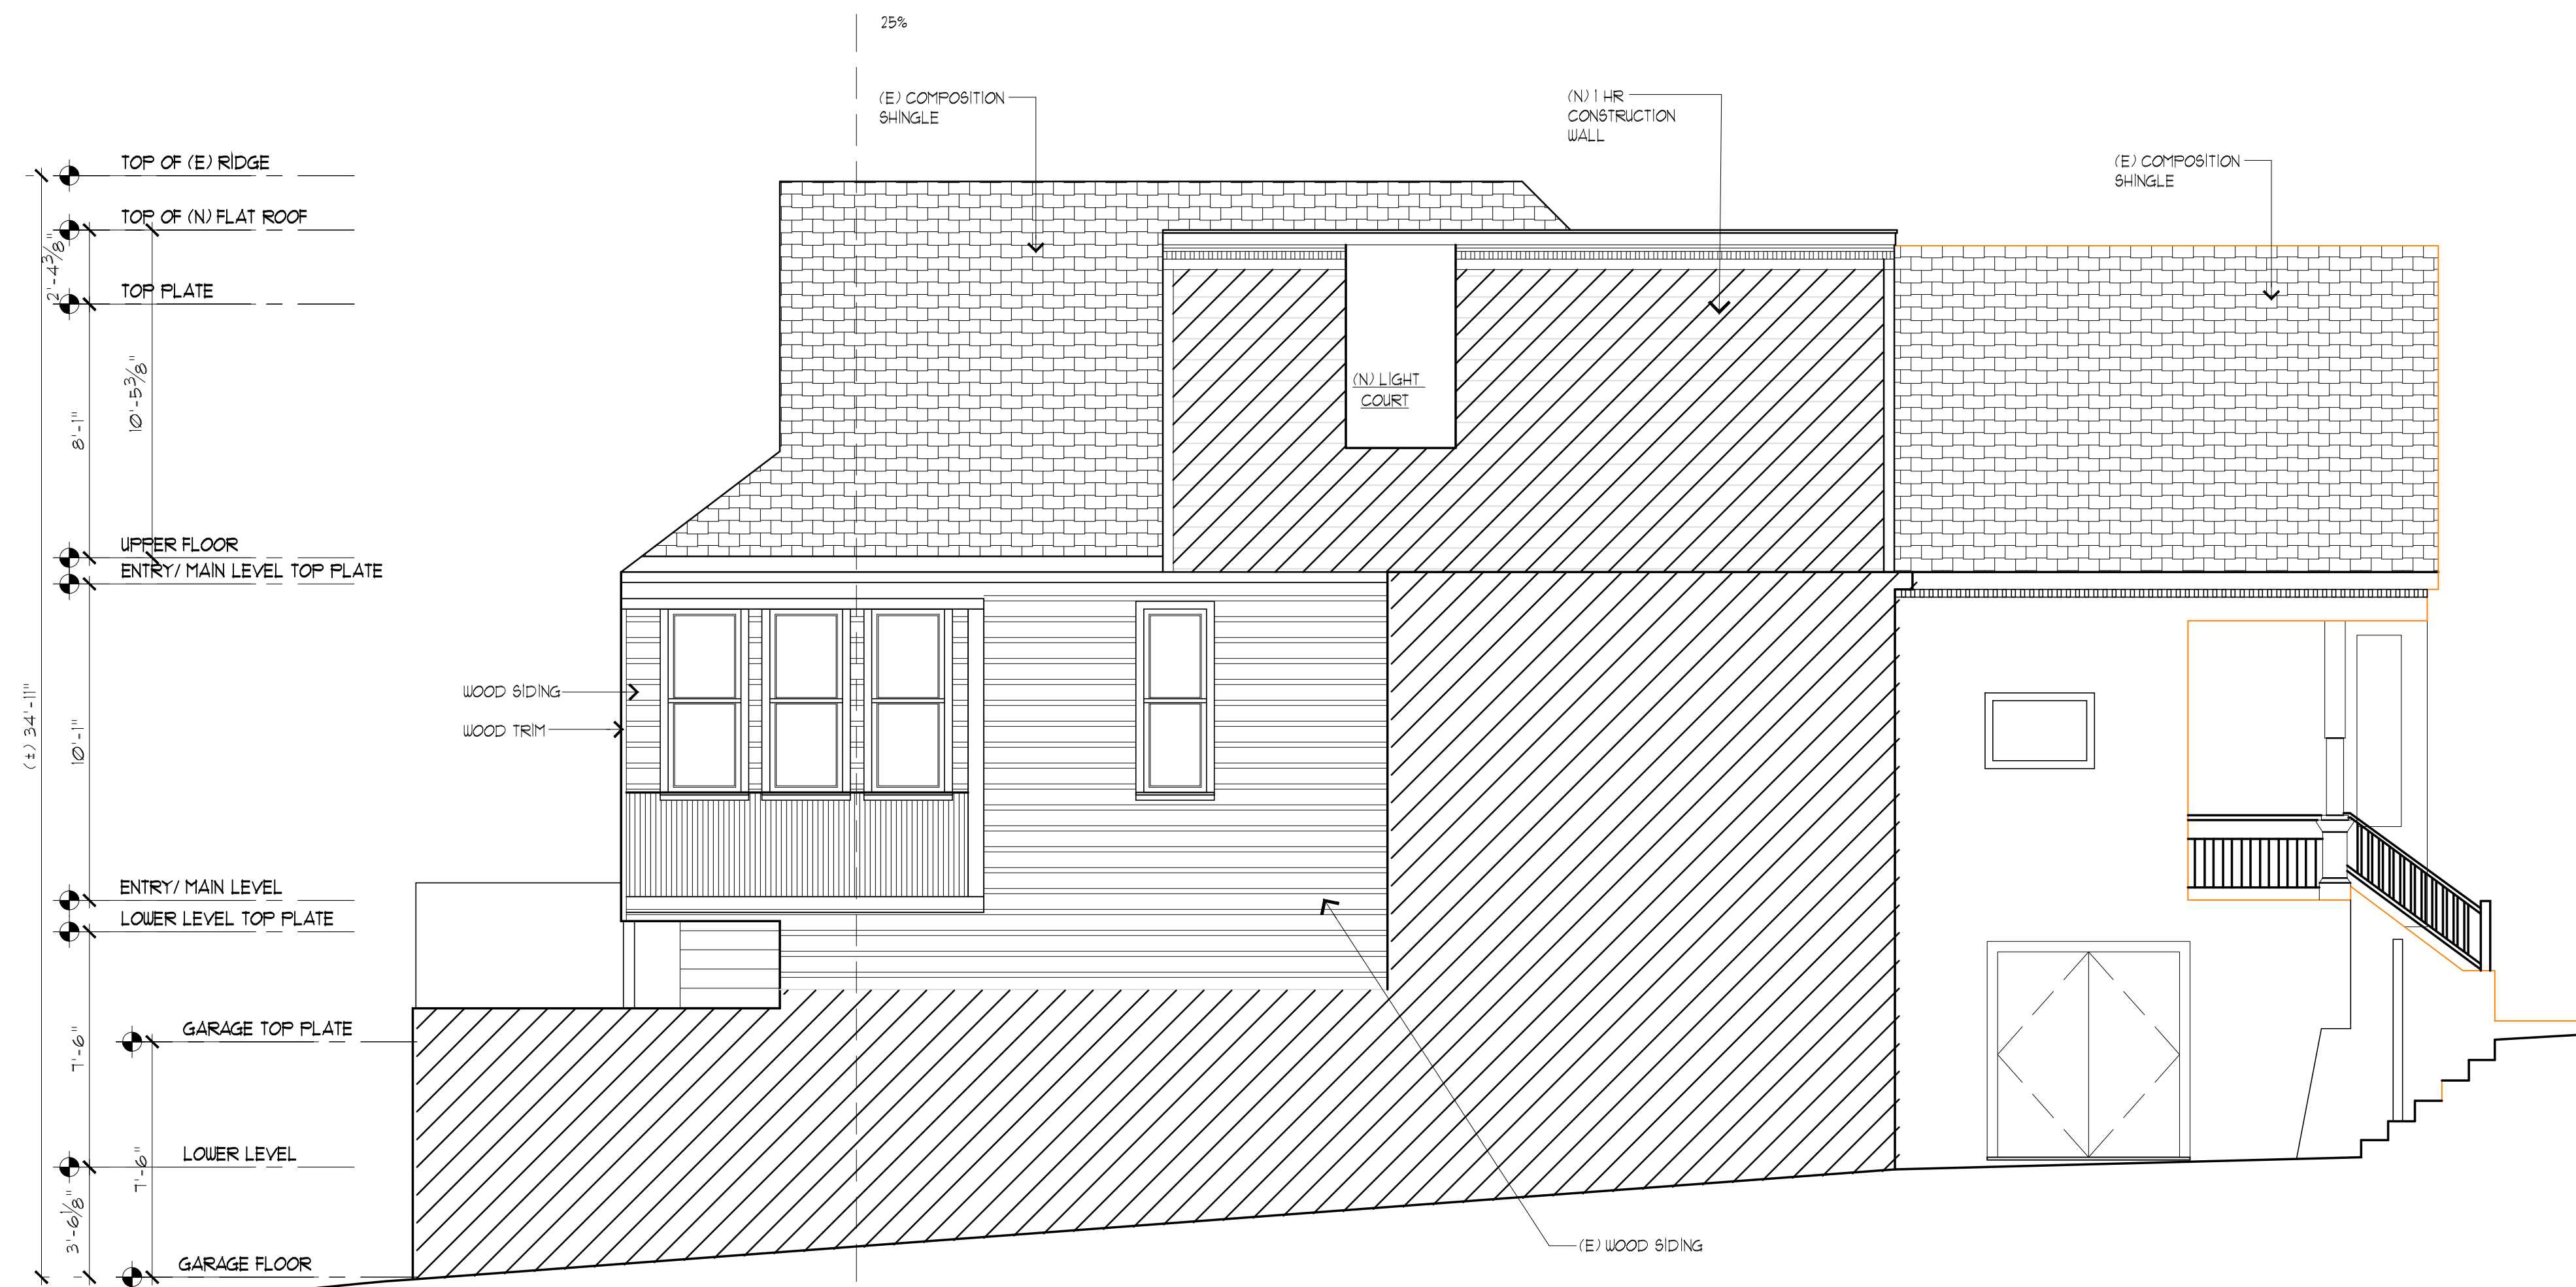 25%
(E) COMPOSITION
SHINGLE
(N) 1 HR
CONSTRUCTION
WALL
(E) COMPOSITION
SHINGLE
TOP OF (E) RIDGE
TOP OF (N) FLAT ROOF
2'-4 3/8"
TOP PLATE
10'-5 3/8"
8'-1"
(N) LIGHT
COURT
UPPER FLOOR
ENTRY/ MAIN LEVEL TOP PLATE
WOOD SIDING
WOOD TRIM
(±) 34'-11"
10'-1"
ENTRY/ MAIN LEVEL
LOWER LEVEL TOP PLATE
GARAGE TOP PLATE
7'-6"
LOWER LEVEL
7'-6"
3'-6 1/8"
GARAGE FLOOR
(E) WOOD SIDING